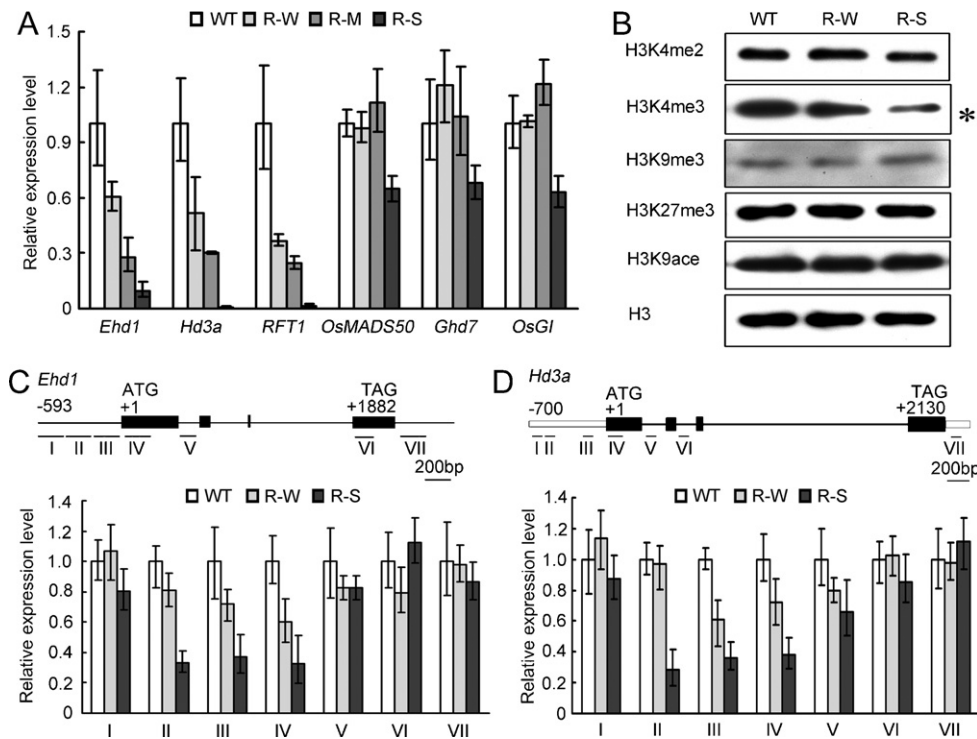 A
WT R-W R-M R-S
Relative expression level
1.5
1.2
0.9
0.6
0.3
0
Ehd1 Hd3a RFT1 OsMADS50 Ghd7 OsGI
B
WT R-W R-S
H3K4me2
H3K4me3
*
H3K9me3
H3K27me3
H3K9ace
H3
C
Ehd1
ATG TAG
-593 +1 +1882
I II III IV V VI VII
200bp
WT R-W R-S
Relative expression level
1.4
1.2
1.0
0.8
0.6
0.4
0.2
0
I II III IV V VI VII
D
Hd3a
ATG TAG
-700 +1 +2130
I II III IV V VI VII
200bp
WT R-W R-S
Relative expression level
1.4
1.2
1.0
0.8
0.6
0.4
0.2
0
I II III IV V VI VII